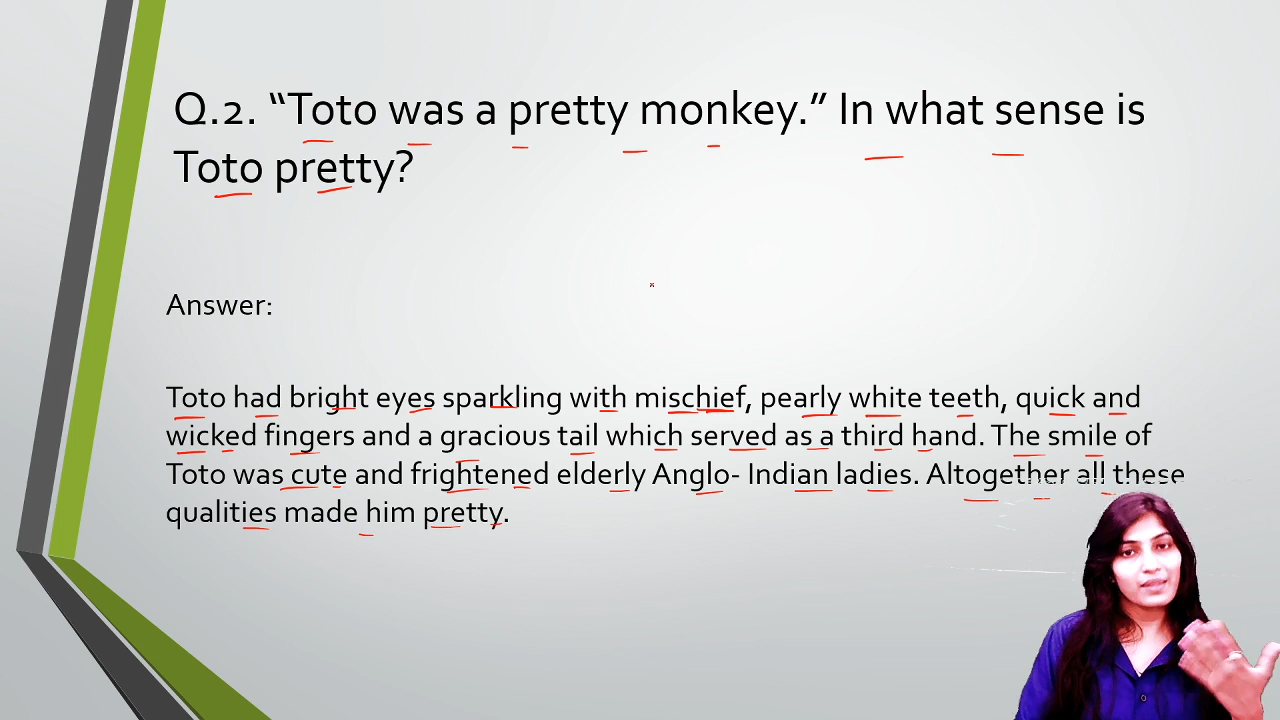 Q.2. “Toto was a pretty monkey.” In what sense is
Toto pretty?
Answer:
Toto had bright eyes sparkling with mischief, pearly white teeth, quick and
wicked fingers and a gracious tail which served as a third hand. The smile of
Toto was cute and frightened elderly Anglo- Indian ladies. Altogether all these
qualities made him pretty.